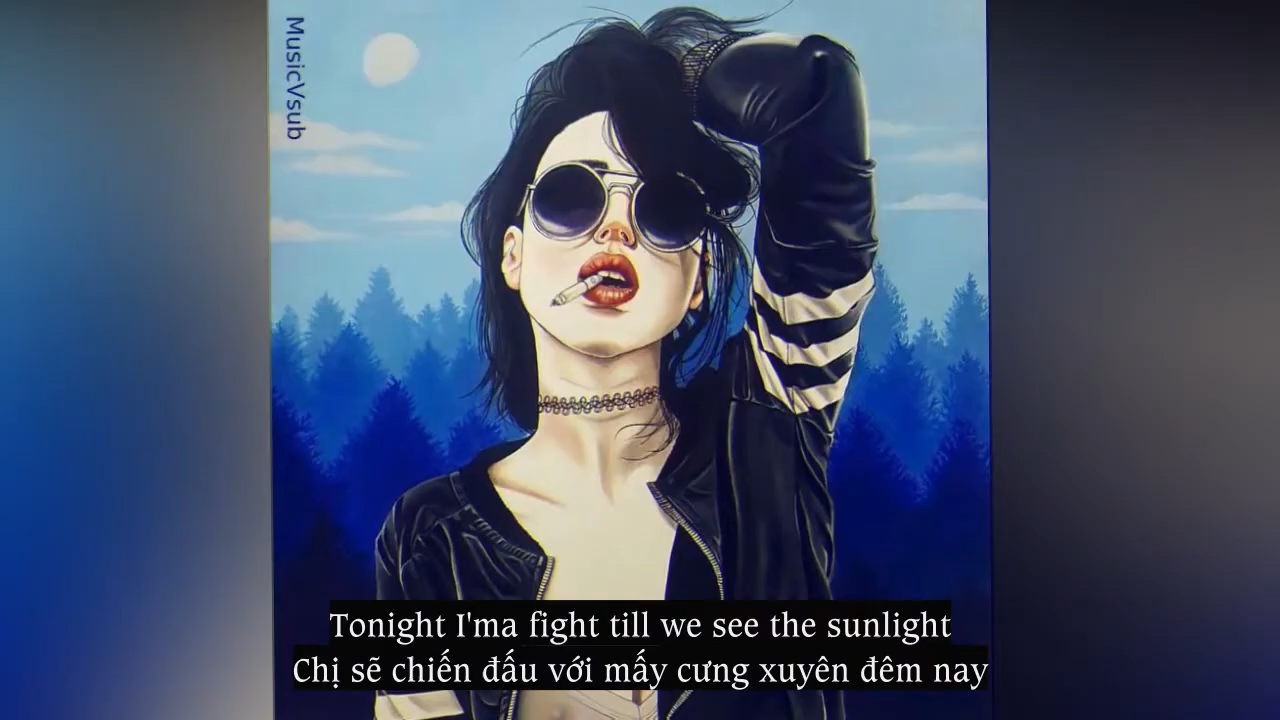 MusicVsub
Tonight I'ma fight till we see the sunlight
Chị sẽ chiến đấu với mấy cưng xuyên đêm nay